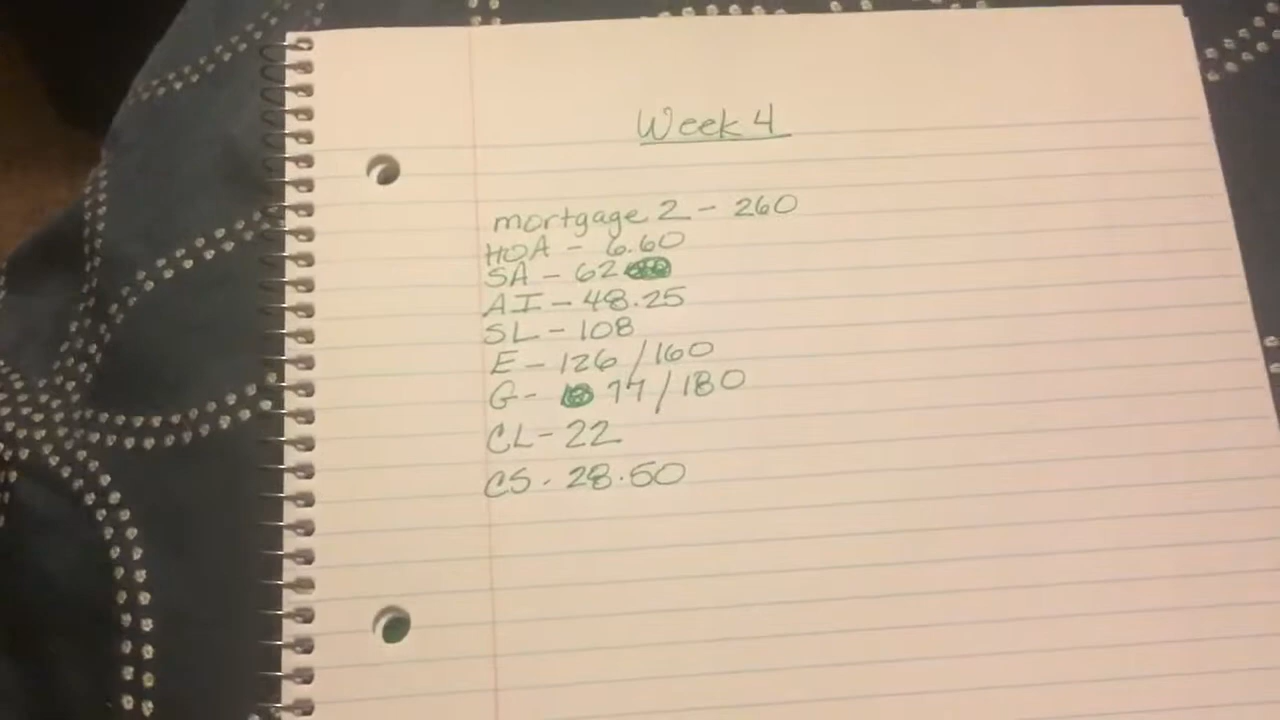 Week 4
mortgage 2 - 260
HOA - 6.60
SA - 62
AI - 48.25
SL - 108
E - 126 / 160
G - 77 / 180
CL - 22
CS - 28.50